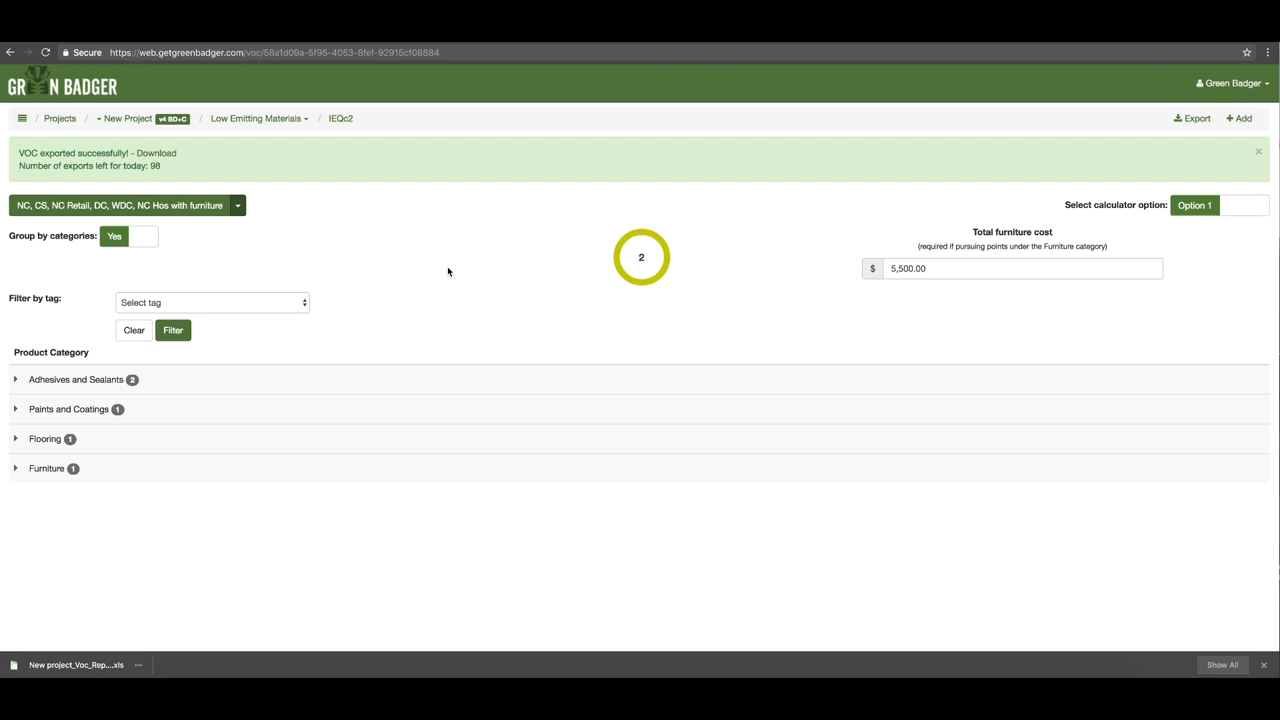 Secure https://web.getgreenbadger.com/voc/58a1d09a-5f95-4053-8fef-92915cf08884
GREEN BADGER
Green Badger
/ Projects / New Project v4 BD+C / Low Emitting Materials / IEQc2
Export + Add
VOC exported successfully! - Download
×
Number of exports left for today: 98
NC, CS, NC Retail, DC, WDC, NC Hos with furniture
Select calculator option: Option 1
Group by categories: Yes
2
Total furniture cost
(required if pursuing points under the Furniture category)
$ 5,500.00
Filter by tag: Select tag
Clear Filter
Product Category
Adhesives and Sealants 2
Paints and Coatings 1
Flooring 1
Furniture 1
New project_Voc_Rep....xls
Show All